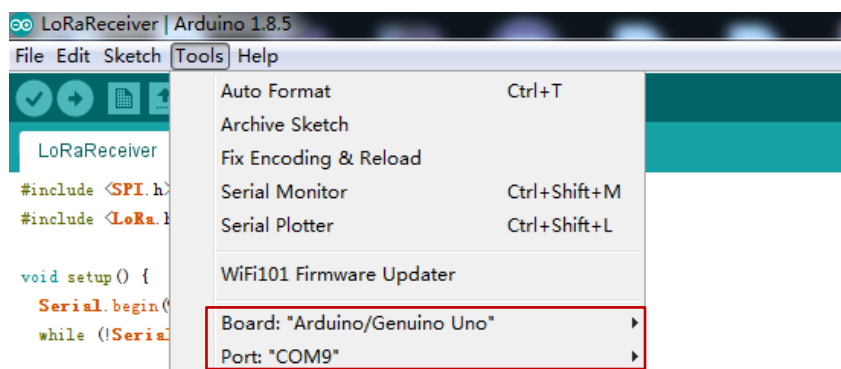 LoRaReceiver | Arduino 1.8.5
File Edit Sketch Tools Help
Auto Format Ctrl+T
Archive Sketch
Fix Encoding & Reload
Serial Monitor Ctrl+Shift+M
Serial Plotter Ctrl+Shift+L
WiFi101 Firmware Updater
Board: "Arduino/Genuino Uno"
Port: "COM9"
LoRaReceiver
#include <SPI.h>
#include <LoRa.h
void setup() {
Serial.begin(
while (!Serial